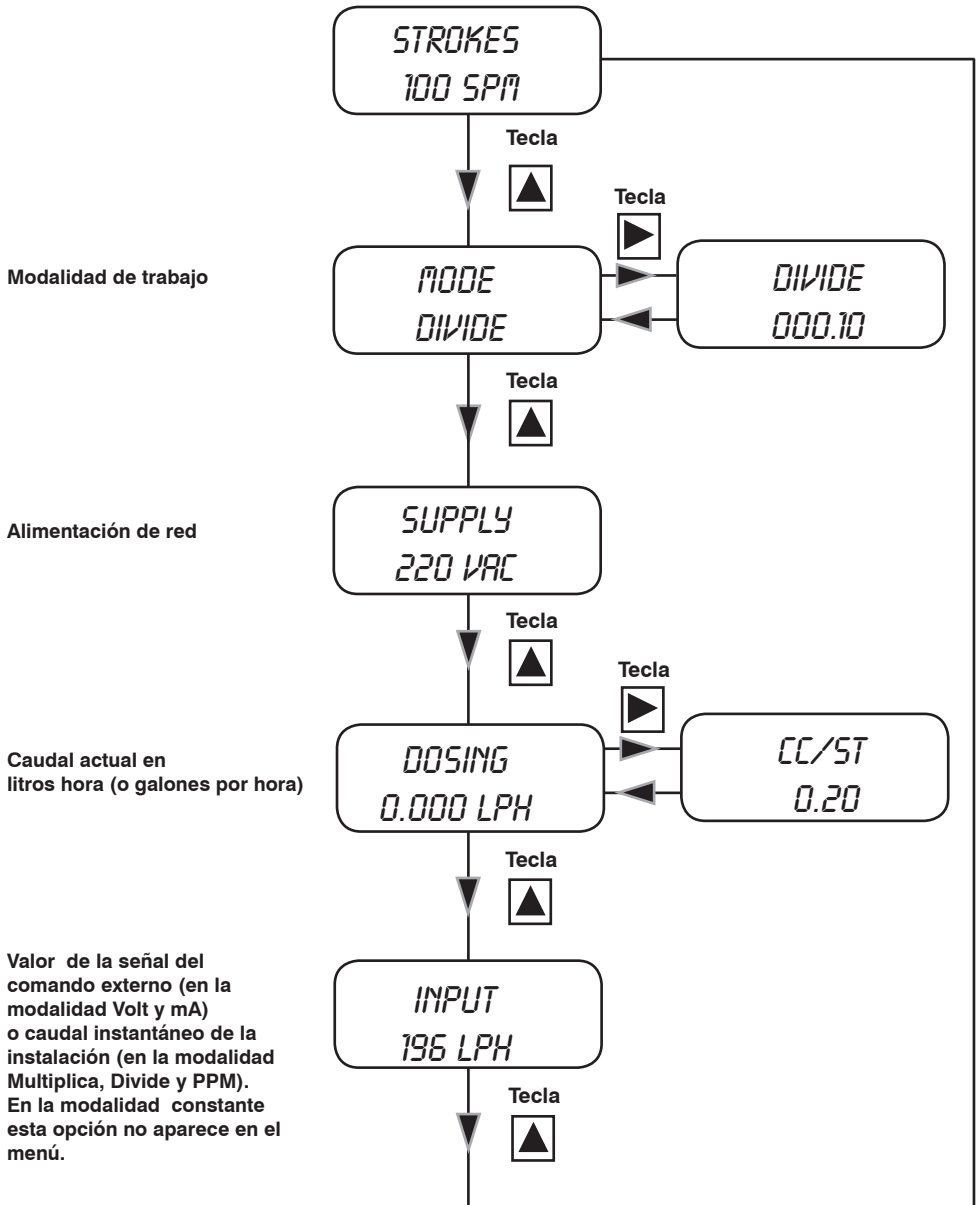 STROKES
100 SPM
Tecla
Tecla
Modalidad de trabajo
MODE
DIVIDE
DIVIDE
000.10
Tecla
Alimentación de red
SUPPLY
220 VAC
Tecla
Tecla
Caudal actual en
litros hora (o galones por hora)
DOSING
0.000 LPH
CC/ST
0.20
Tecla
Valor de la señal del
comando externo (en la
modalidad Volt y mA)
o caudal instantáneo de la
instalación (en la modalidad
Multiplica, Divide y PPM).
En la modalidad constante
esta opción no aparece en el
menú.
INPUT
196 LPH
Tecla